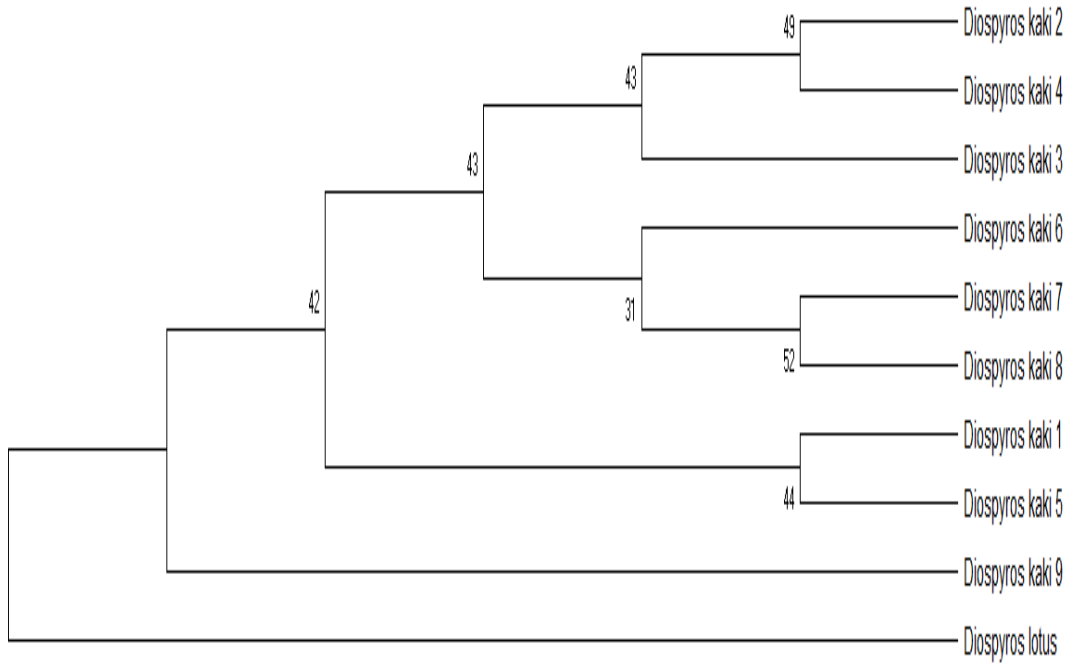 49
Diospyros kaki 2
43
Diospyros kaki 4
43
Diospyros kaki 3
Diospyros kaki 6
42
31
Diospyros kaki 7
52
Diospyros kaki 8
Diospyros kaki 1
44
Diospyros kaki 5
Diospyros kaki 9
Diospyros lotus